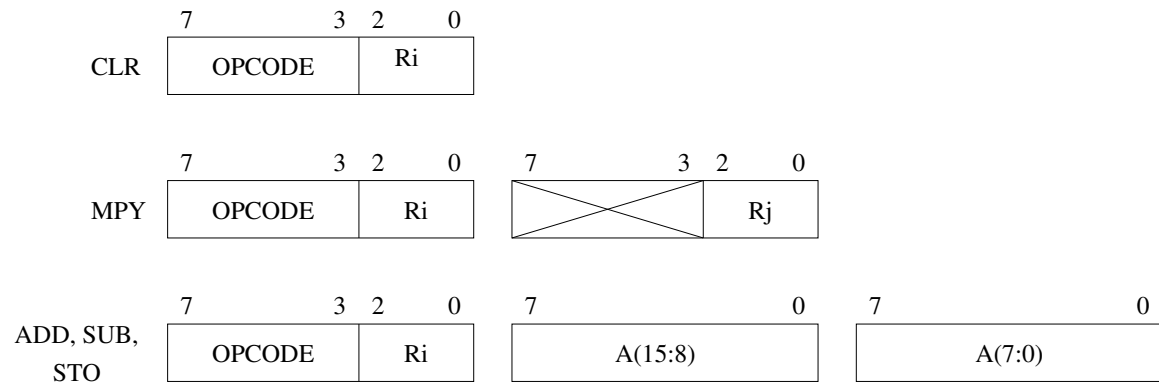 7 3 2 0
CLR OPCODE Ri
7 3 2 0 7 3 2 0
MPY OPCODE Ri Rj
7 3 2 0 7 0 7 0
ADD, SUB,
STO
OPCODE Ri A(15:8) A(7:0)